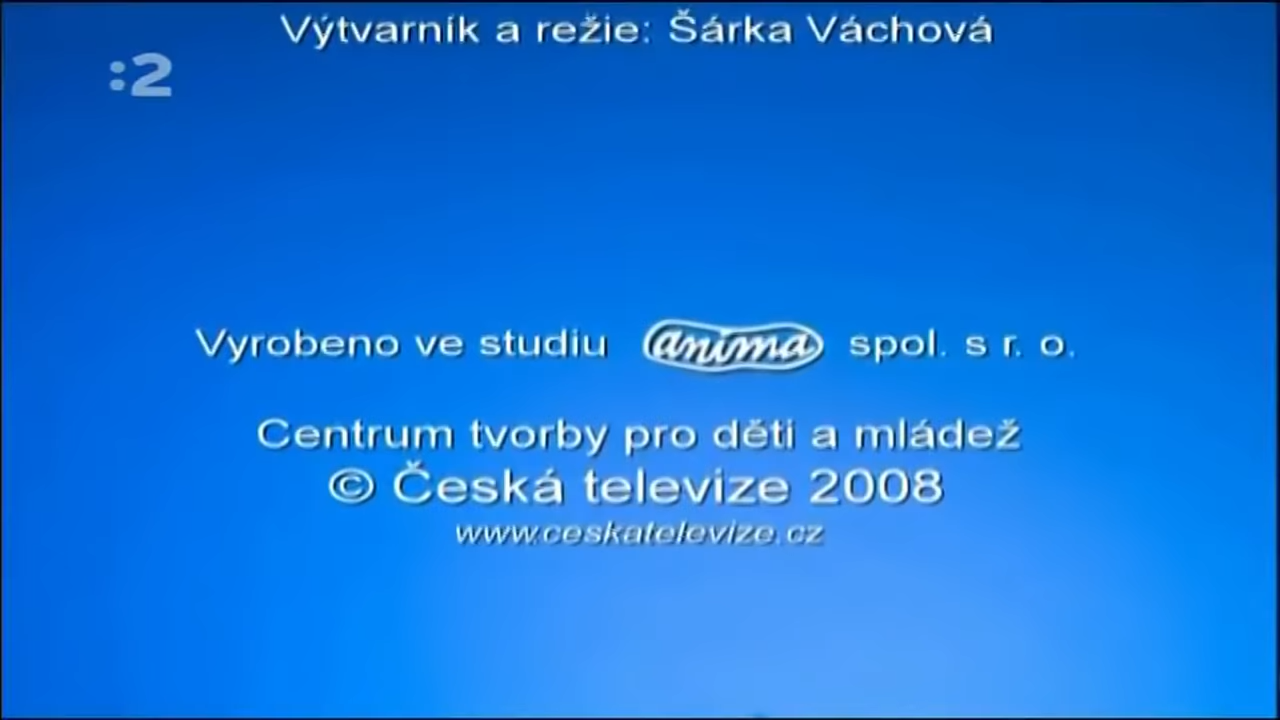 Výtvarník a režie: Šárka Váchová
:2
Vyrobeno ve studiu anima spol. s r. o.
Centrum tvorby pro děti a mládež
© Česká televize 2008
www.ceskatelevize.cz